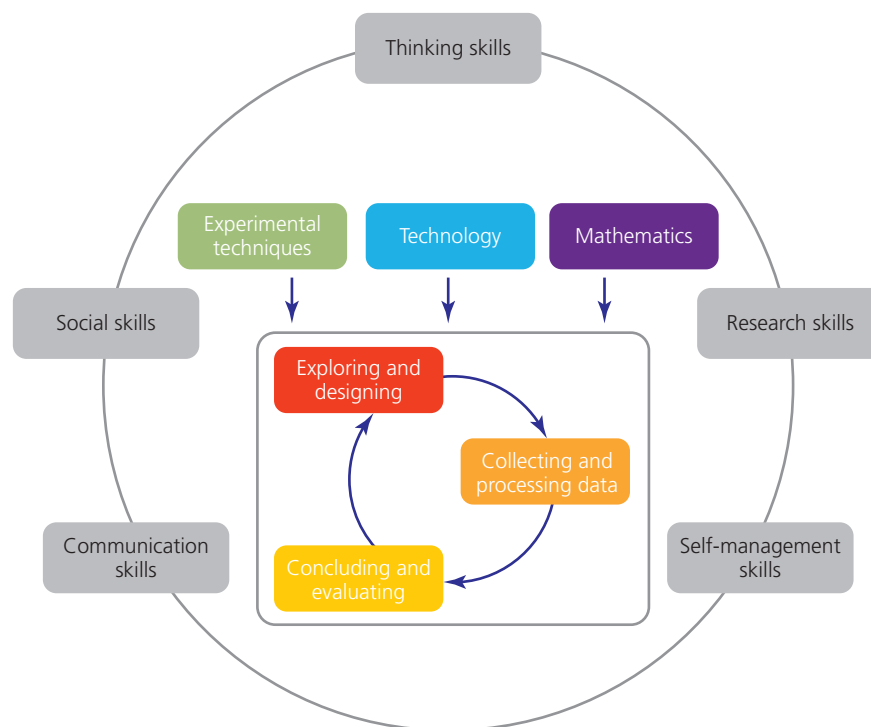 Thinking skills
Experimental
techniques
Technology
Mathematics
Social skills
Research skills
Exploring and
designing
Collecting and
processing data
Communication
skills
Self-management
skills
Concluding and
evaluating